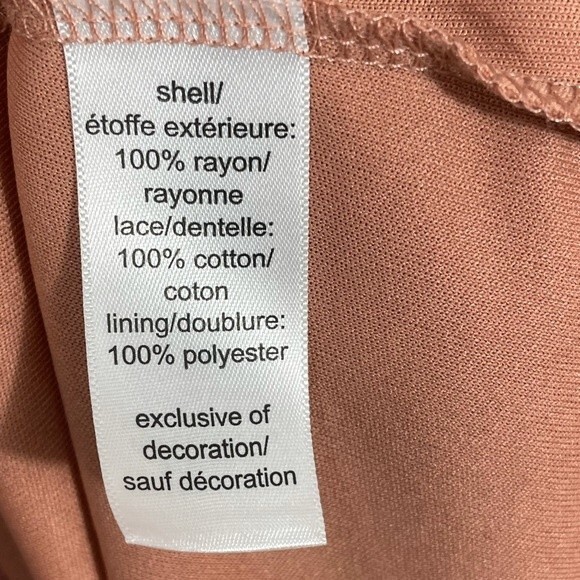 shell/
étoffe extérieure:
100% rayon/
rayonne
lace/dentelle:
100% cotton/
coton
lining/doublure:
100% polyester
exclusive of
decoration/
sauf décoration